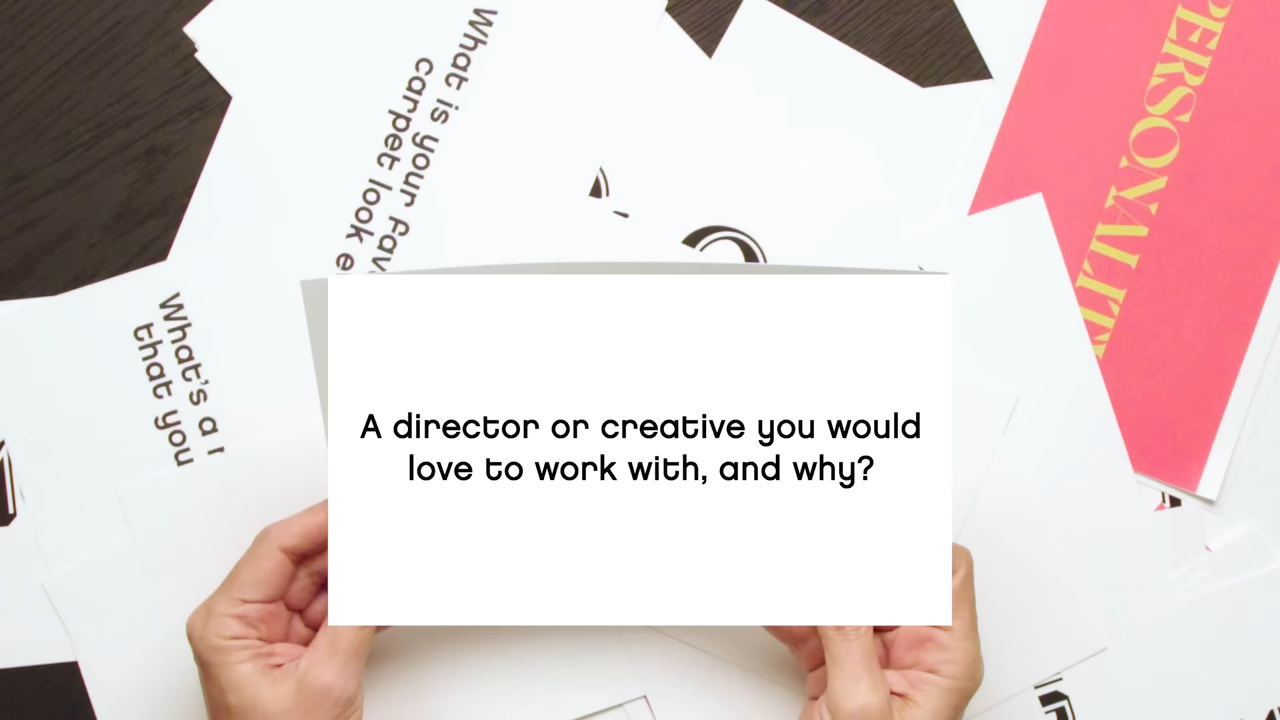 What is your fav
carpet look e
PERSONALITY
What's a
that you
A director or creative you would
love to work with, and why?